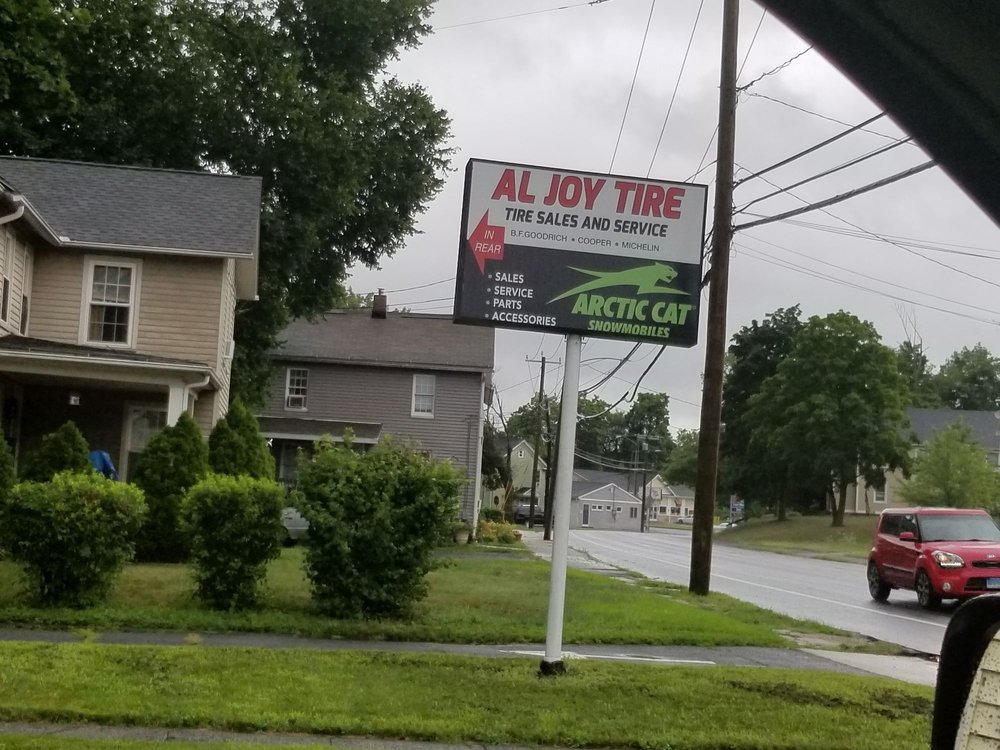 AL JOY TIRE
TIRE SALES AND SERVICE
B.F.GOODRICH • COOPER • MICHELIN
IN
REAR
• SALES
• SERVICE
• PARTS
• ACCESSORIES
ARCTIC CAT
SNOWMOBILES